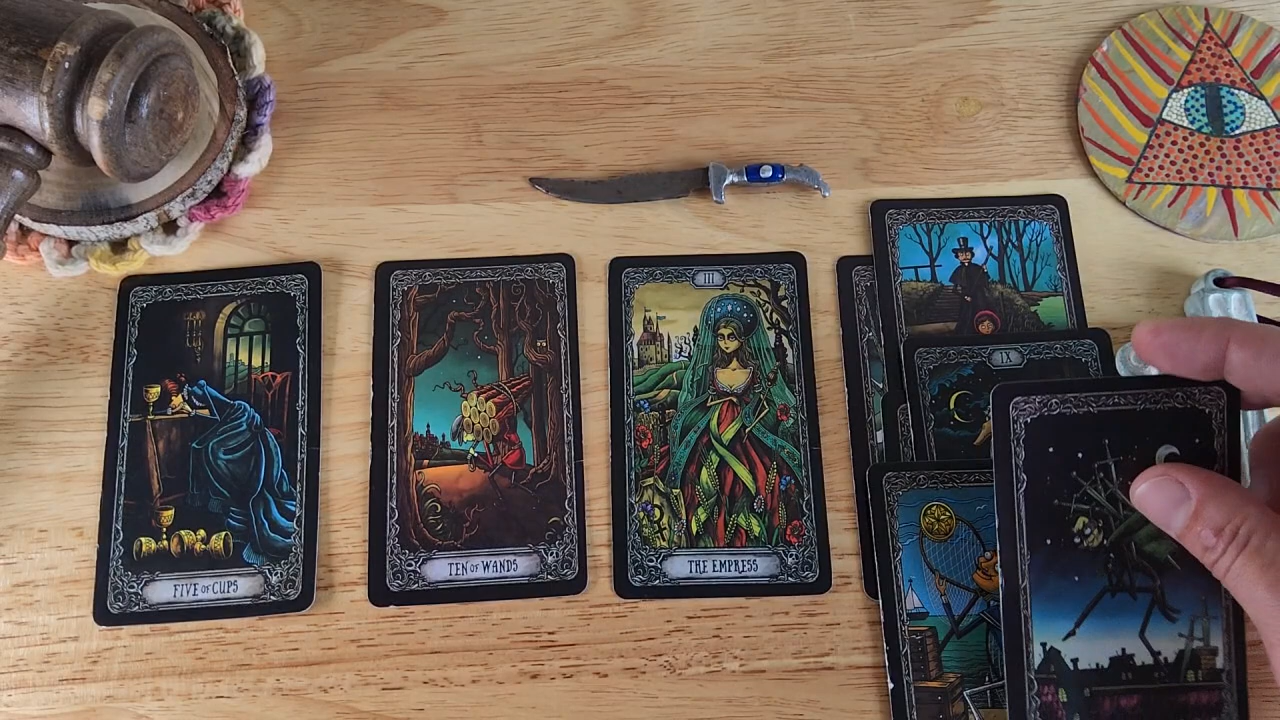 III
IX
FIVE OF CUPS
TEN OF WANDS
THE EMPRESS